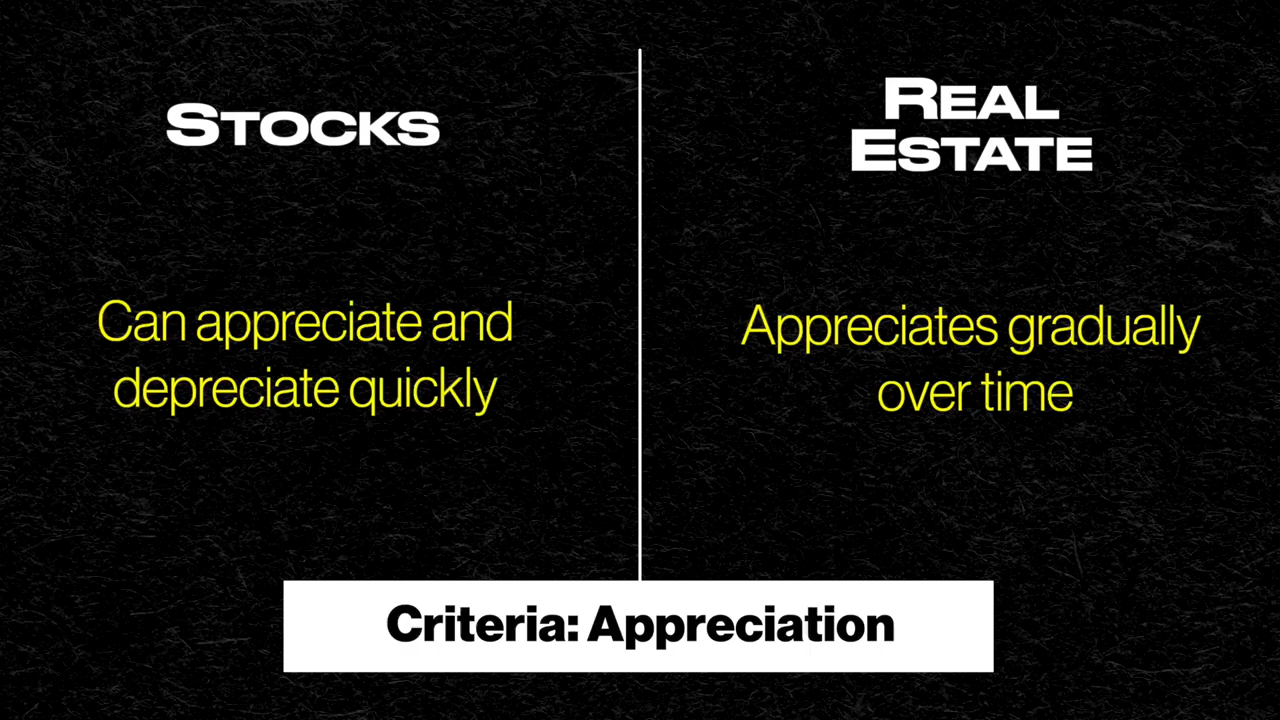 STOCKS
Can appreciate and
depreciate quickly
REAL
ESTATE
Appreciates gradually
over time
Criteria: Appreciation